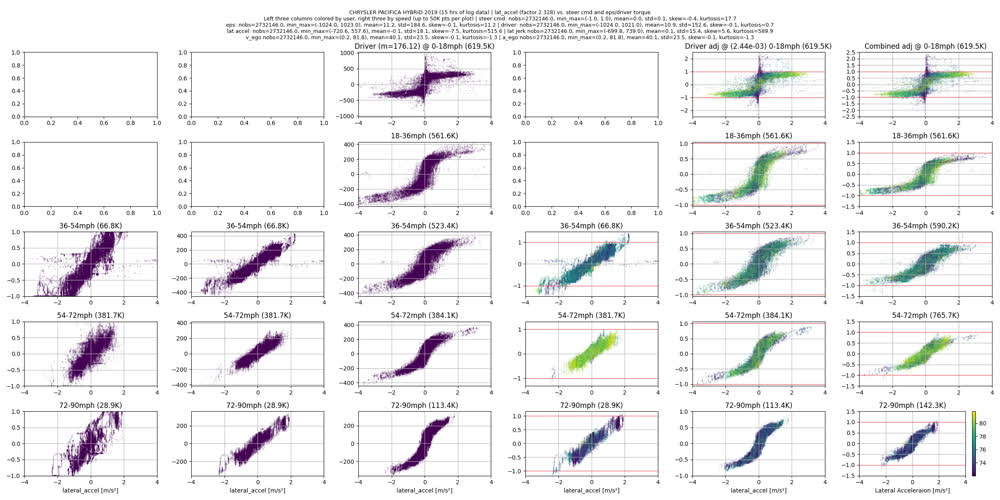 CHRYSLER PACIFICA HYBRID 2019 (15 hrs of log data) | lat_accel (factor 2.328) vs. steer cmd and eps/driver torque
Left three columns colored by user, right three by speed (up to 50K pts per plot) | steer cmd nobs=2732146.0, min_max=(-1.0, 1.0), mean=0.0, std=0.1, skew=-0.4, kurtosis=17.7
eps: nobs=2732146.0, min_max=(-1024.0, 1023.0), mean=11.2, std=184.6, skew=-0.1, kurtosis=11.2 | driver: nobs=2732146.0, min_max=(-1024.0, 1021.0), mean=10.9, std=152.6, skew=-0.1, kurtosis=0.7
lat accel: nobs=2732146.0, min_max=(-720.6, 557.6), mean=-0.1, std=18.1, skew=-7.5, kurtosis=515.6 | lat jerk nobs=2732146.0, min_max=(-699.8, 739.0), mean=0.1, std=15.4, skew=5.6, kurtosis=589.9
v_ego nobs=2732146.0, min_max=(0.2, 81.8), mean=40.1, std=23.5, skew=-0.1, kurtosis=-1.3 | a_ego nobs=2732146.0, min_max=(0.2, 81.8), mean=40.1, std=23.5, skew=-0.1, kurtosis=-1.3
Driver (m=176.12) @ 0-18mph (619.5K)
Driver adj @ (2.44e-03) 0-18mph (619.5K)
Combined adj @ 0-18mph (619.5K)
18-36mph (561.6K)
18-36mph (561.6K)
18-36mph (561.6K)
36-54mph (66.8K)
36-54mph (66.8K)
36-54mph (523.4K)
36-54mph (66.8K)
36-54mph (523.4K)
36-54mph (590.2K)
54-72mph (381.7K)
54-72mph (381.7K)
54-72mph (384.1K)
54-72mph (381.7K)
54-72mph (384.1K)
54-72mph (765.7K)
72-90mph (28.9K)
72-90mph (28.9K)
72-90mph (113.4K)
72-90mph (28.9K)
72-90mph (113.4K)
72-90mph (142.3K)
80
78
76
74
lateral_accel [m/s²]
lateral_accel [m/s²]
lateral_accel [m/s²]
lateral_accel [m/s²]
lateral_accel [m/s²]
Lateral Acceleraion [m/s²]